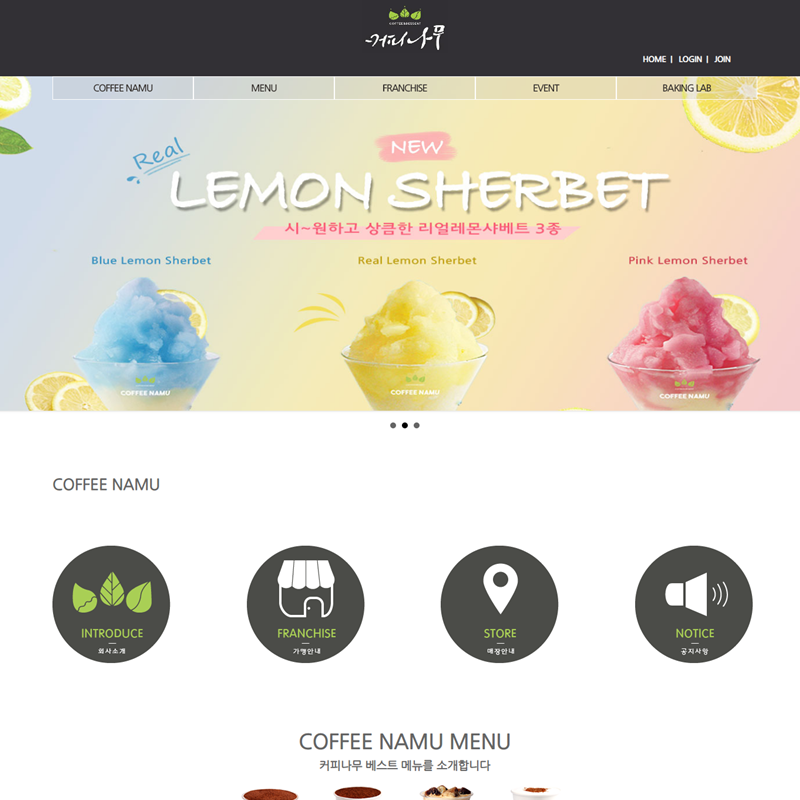 커피나무
HOME | LOGIN | JOIN
COFFEE NAMU MENU FRANCHISE EVENT BAKING LAB
NEW
Real
LEMON SHERBET
시~원하고 상큼한 리얼레몬샤베트 3종
Blue Lemon Sherbet Real Lemon Sherbet Pink Lemon Sherbet
COFFEE NAMU COFFEE NAMU COFFEE NAMU
COFFEE NAMU
INTRODUCE FRANCHISE STORE NOTICE
회사소개 가맹안내 매장안내 공지사항
COFFEE NAMU MENU
커피나무 베스트 메뉴를 소개합니다